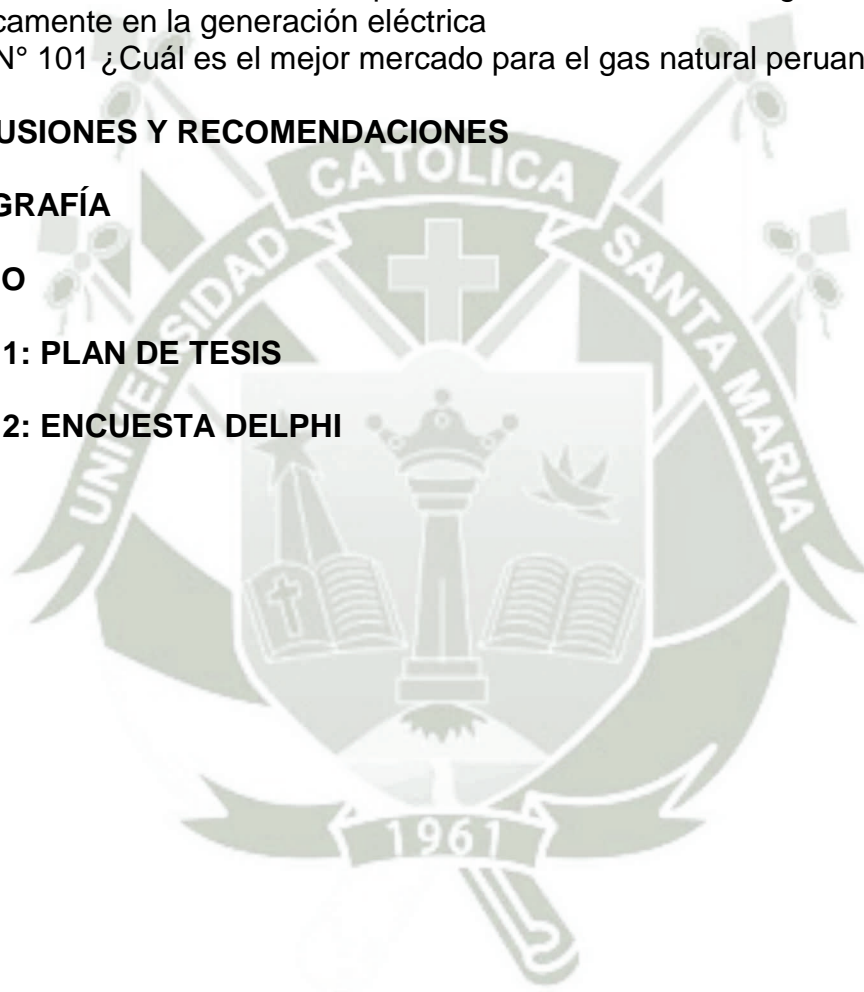 camente en la generación eléctrica
N° 101 ¿Cuál es el mejor mercado para el gas natural peruan
USIONES Y RECOMENDACIONES
GRAFÍA
O
1: PLAN DE TESIS
2: ENCUESTA DELPHI
UNIVERSIDAD CATOLICA SANTA MARIA
1961